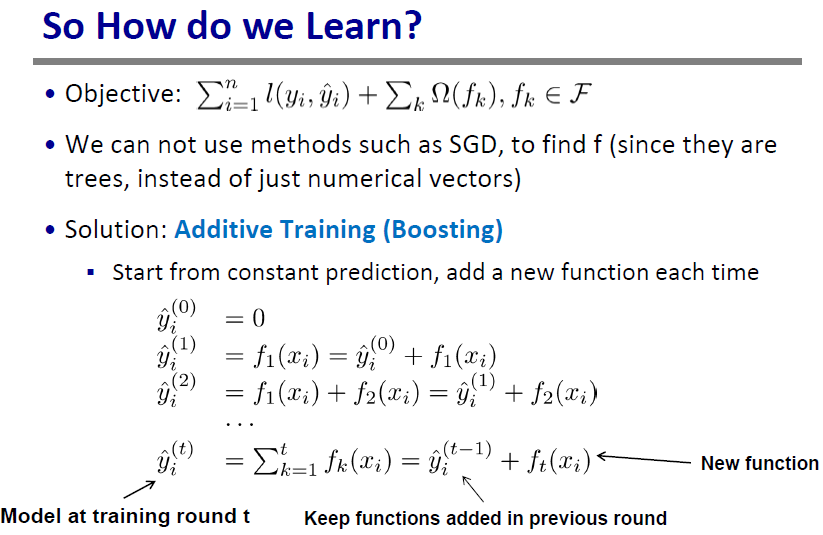 So How do we Learn?
• Objective: $\sum_{i=1}^{n} l(y_i, \hat{y}_i) + \sum_k \Omega(f_k), f_k \in \mathcal{F}$
• We can not use methods such as SGD, to find f (since they are
trees, instead of just numerical vectors)
• Solution: Additive Training (Boosting)
▪ Start from constant prediction, add a new function each time
$\hat{y}_i^{(0)} = 0$
$\hat{y}_i^{(1)} = f_1(x_i) = \hat{y}_i^{(0)} + f_1(x_i)$
$\hat{y}_i^{(2)} = f_1(x_i) + f_2(x_i) = \hat{y}_i^{(1)} + f_2(x_i)$
$\cdots$
$\hat{y}_i^{(t)} = \sum_{k=1}^{t} f_k(x_i) = \hat{y}_i^{(t-1)} + f_t(x_i)$
New function
Model at training round t
Keep functions added in previous round